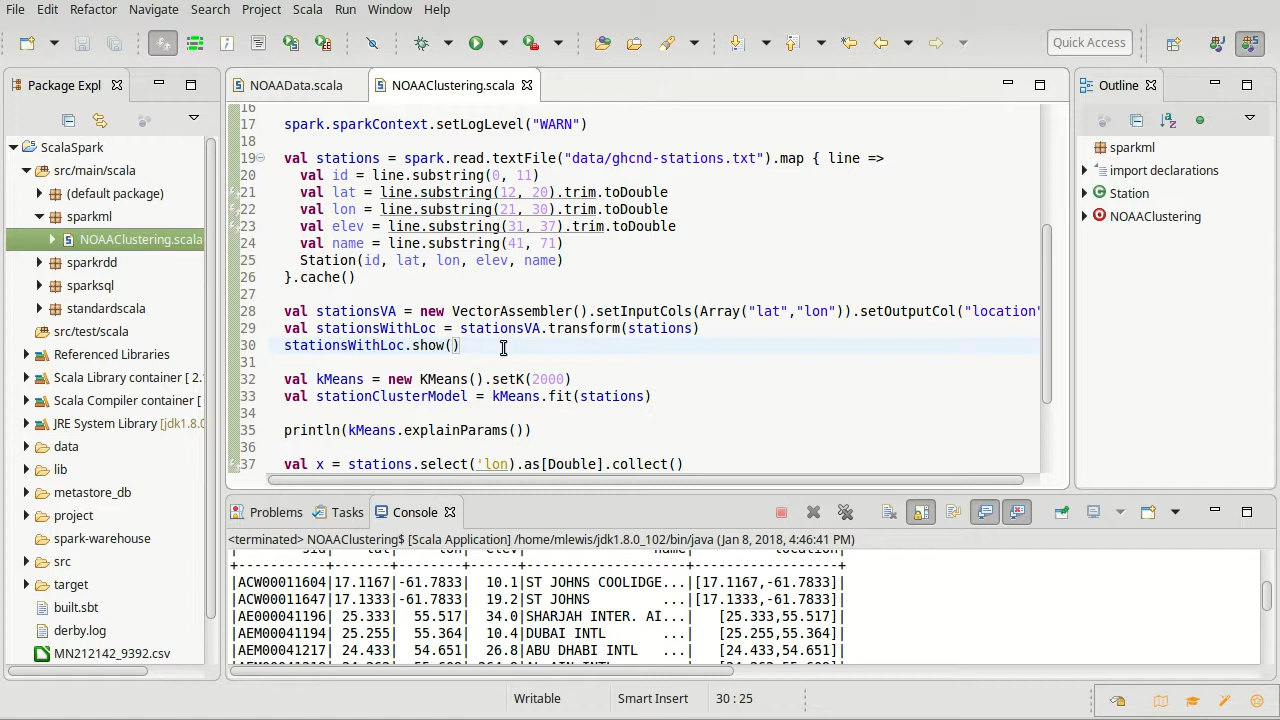 File Edit Refactor Navigate Search Project Scala Run Window Help
Quick Access
Package Expl
NOAAData.scala
NOAAClustering.scala
Outline
ScalaSpark
src/main/scala
(default package)
sparkml
NOAAClustering.scala
sparkrdd
sparksql
standardscala
src/test/scala
Referenced Libraries
Scala Library container [ 2.
Scala Compiler container [
JRE System Library [jdk1.8.0
data
lib
metastore_db
project
spark-warehouse
src
target
built.sbt
derby.log
MN212142_9392.csv
16
17 spark.sparkContext.setLogLevel("WARN")
18
19 val stations = spark.read.textFile("data/ghcnd-stations.txt").map { line =>
20 val id = line.substring(0, 11)
21 val lat = line.substring(12, 20).trim.toDouble
22 val lon = line.substring(21, 30).trim.toDouble
23 val elev = line.substring(31, 37).trim.toDouble
24 val name = line.substring(41, 71)
25 Station(id, lat, lon, elev, name)
26 }.cache()
27
28 val stationsVA = new VectorAssembler().setInputCols(Array("lat","lon")).setOutputCol("location"
29 val stationsWithLoc = stationsVA.transform(stations)
30 stationsWithLoc.show()
31
32 val kMeans = new KMeans().setK(2000)
33 val stationClusterModel = kMeans.fit(stations)
34
35 println(kMeans.explainParams())
36
37 val x = stations.select('lon).as[Double].collect()
sparkml
import declarations
Station
NOAAClustering
Problems
Tasks
Console
<terminated> NOAAClustering$ [Scala Application] /home/mlewis/jdk1.8.0_102/bin/java (Jan 8, 2018, 4:46:41 PM)
| sid| lat| lon| elev| name| location|
+-----------+-------+--------+------+--------------------+------------------+
|ACW00011604|17.1167|-61.7833| 10.1|ST JOHNS COOLIDGE...|[17.1167,-61.7833]|
|ACW00011647|17.1333|-61.7833| 19.2|ST JOHNS ...|[17.1333,-61.7833]|
|AE000041196| 25.333| 55.517| 34.0|SHARJAH INTER. AI...| [25.333,55.517]|
|AEM00041194| 25.255| 55.364| 10.4|DUBAI INTL ...| [25.255,55.364]|
|AEM00041217| 24.433| 54.651| 26.8|ABU DHABI INTL ...| [24.433,54.651]|
Writable
Smart Insert
30 : 25